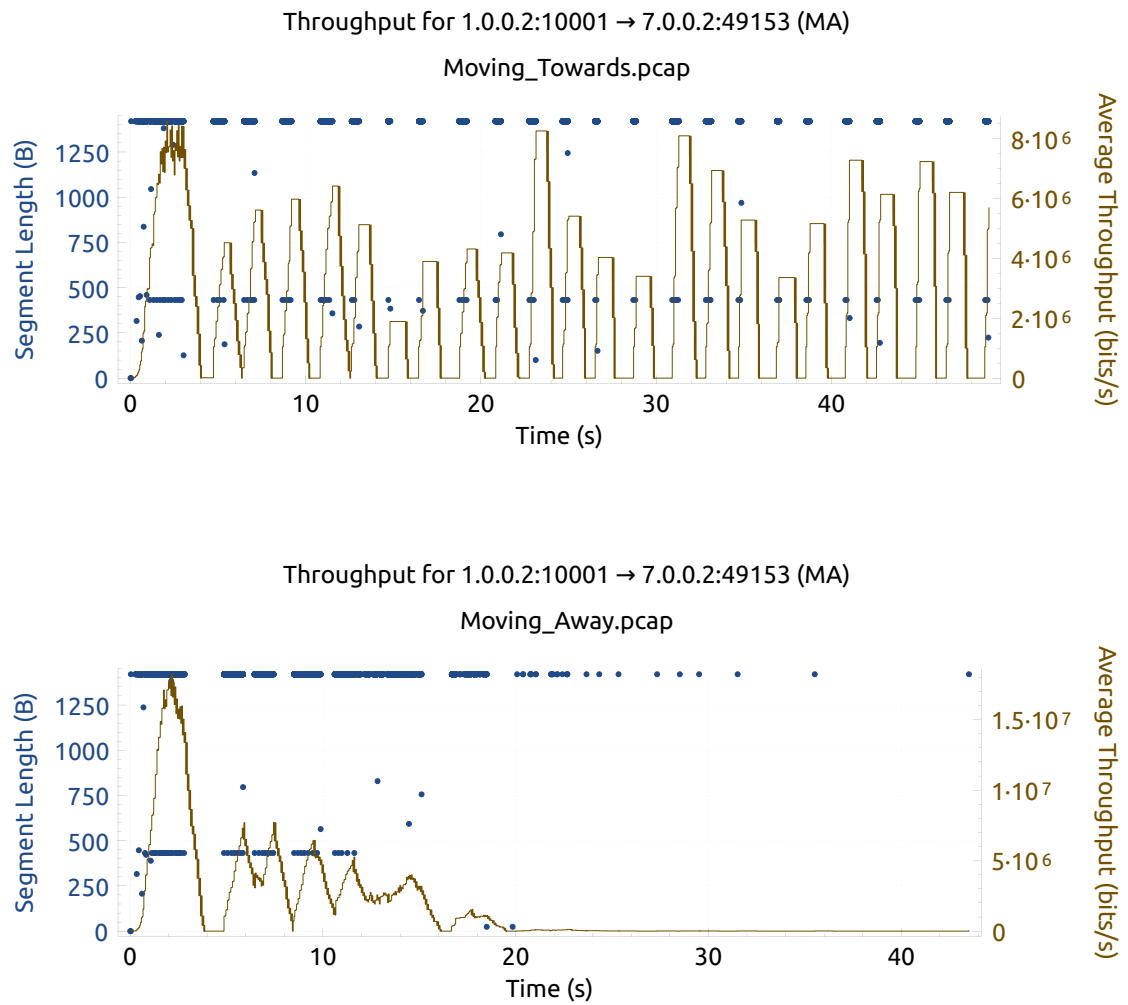 Throughput for 1.0.0.2:10001 → 7.0.0.2:49153 (MA)
Moving_Towards.pcap
Segment Length (B)
1250
1000
750
500
250
0
8·10⁶
6·10⁶
4·10⁶
2·10⁶
0
Average Throughput (bits/s)
0 10 20 30 40
Time (s)
Throughput for 1.0.0.2:10001 → 7.0.0.2:49153 (MA)
Moving_Away.pcap
Segment Length (B)
1250
1000
750
500
250
0
1.5·10⁷
1·10⁷
5·10⁶
0
Average Throughput (bits/s)
0 10 20 30 40
Time (s)